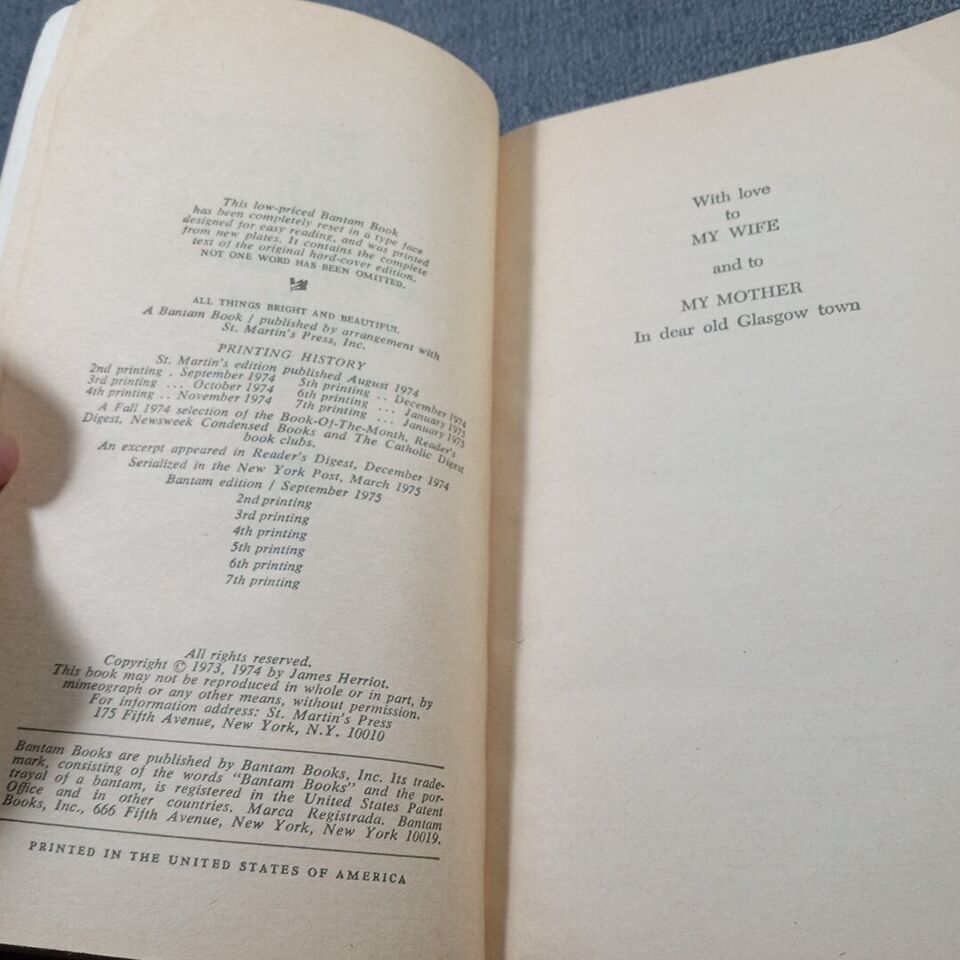 This low-priced Bantam Book
has been completely reset in a type face
designed for easy reading, and was printed
from new plates. It contains the complete
text of the original hard-cover edition.
NOT ONE WORD HAS BEEN OMITTED.
ALL THINGS BRIGHT AND BEAUTIFUL
A Bantam Book / published by arrangement with
St. Martin's Press, Inc.
PRINTING HISTORY
St. Martin's edition published August 1974
2nd printing . September 1974 5th printing .. December 1974
3rd printing ... October 1974 6th printing ... January 1975
4th printing .. November 1974 7th printing ... January 1975
A Fall 1974 selection of the Book-Of-The-Month, Reader's
Digest, Newsweek Condensed Books and The Catholic Digest
book clubs.
An excerpt appeared in Reader's Digest, December 1974
Serialized in the New York Post, March 1975
Bantam edition / September 1975
2nd printing
3rd printing
4th printing
5th printing
6th printing
7th printing
All rights reserved.
Copyright © 1973, 1974 by James Herriot.
This book may not be reproduced in whole or in part, by
mimeograph or any other means, without permission.
For information address: St. Martin's Press
175 Fifth Avenue, New York, N.Y. 10010
Bantam Books are published by Bantam Books, Inc. Its trade-
mark, consisting of the words "Bantam Books" and the por-
trayal of a bantam, is registered in the United States Patent
Office and in other countries. Marca Registrada. Bantam
Books, Inc., 666 Fifth Avenue, New York, New York 10019.
PRINTED IN THE UNITED STATES OF AMERICA
With love
to
MY WIFE
and to
MY MOTHER
In dear old Glasgow town